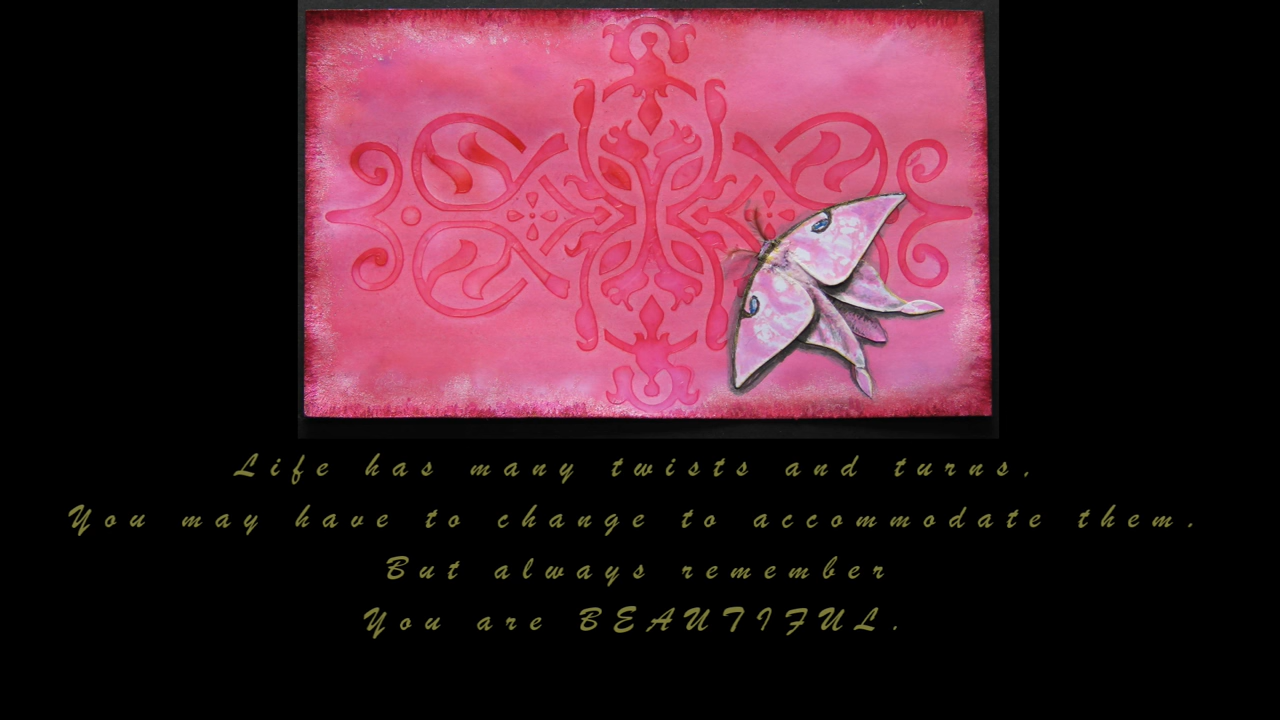 Life has many twists and turns.
You may have to change to accommodate them.
But always remember
You are BEAUTIFUL.